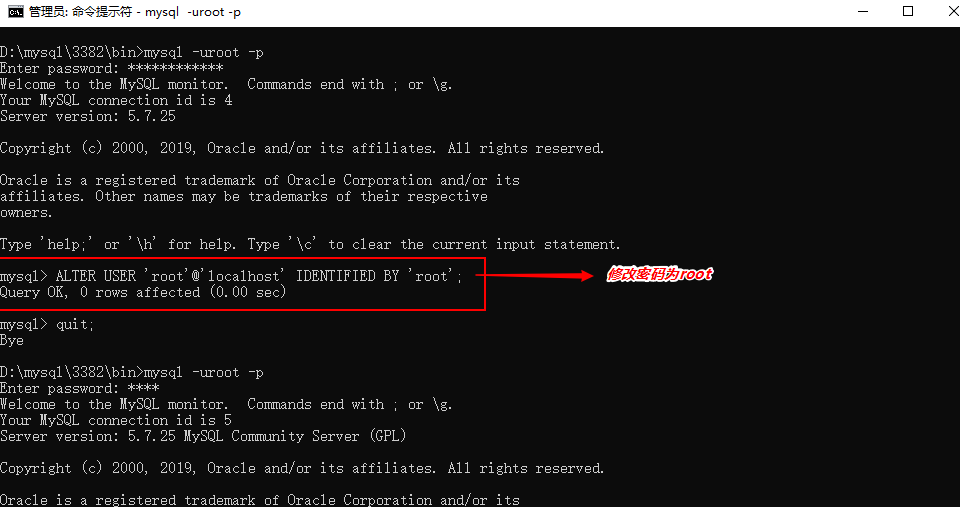 管理员: 命令提示符 - mysql  -uroot -p
D:\mysql\3382\bin>mysql -uroot -p
Enter password: ************
Welcome to the MySQL monitor.  Commands end with ; or \g.
Your MySQL connection id is 4
Server version: 5.7.25
Copyright (c) 2000, 2019, Oracle and/or its affiliates. All rights reserved.
Oracle is a registered trademark of Oracle Corporation and/or its
affiliates. Other names may be trademarks of their respective
owners.
Type 'help;' or '\h' for help. Type '\c' to clear the current input statement.
mysql> ALTER USER 'root'@'localhost' IDENTIFIED BY 'root';
修改密码为root
Query OK, 0 rows affected (0.00 sec)
mysql> quit;
Bye
D:\mysql\3382\bin>mysql -uroot -p
Enter password: ****
Welcome to the MySQL monitor.  Commands end with ; or \g.
Your MySQL connection id is 5
Server version: 5.7.25 MySQL Community Server (GPL)
Copyright (c) 2000, 2019, Oracle and/or its affiliates. All rights reserved.
Oracle is a registered trademark of Oracle Corporation and/or its